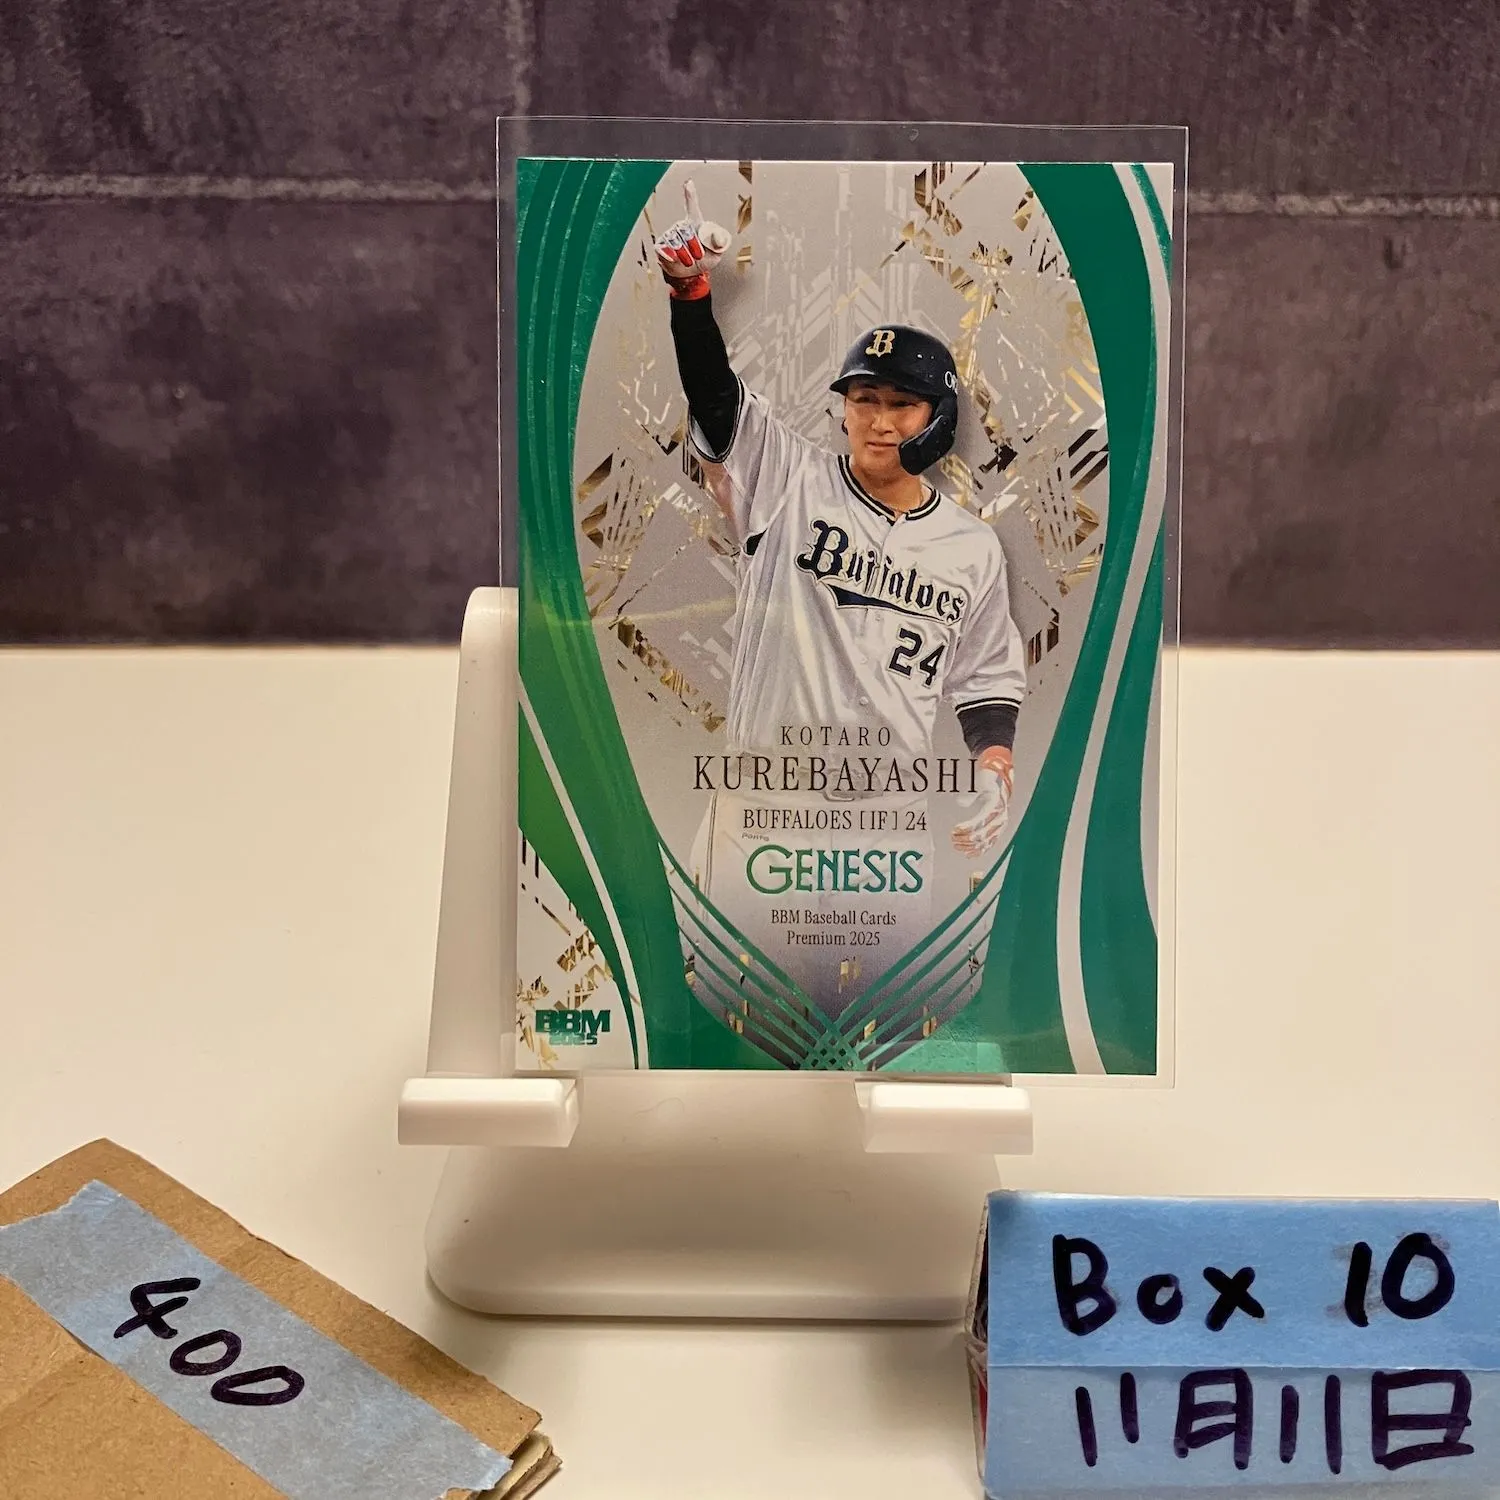 B
Buffaloes
24
KOTARO
KUREBAYASHI
BUFFALOES [IF] 24
GENESIS
BBM Baseball Cards
Premium 2025
BBM
2025
400
Box 10
11月11日